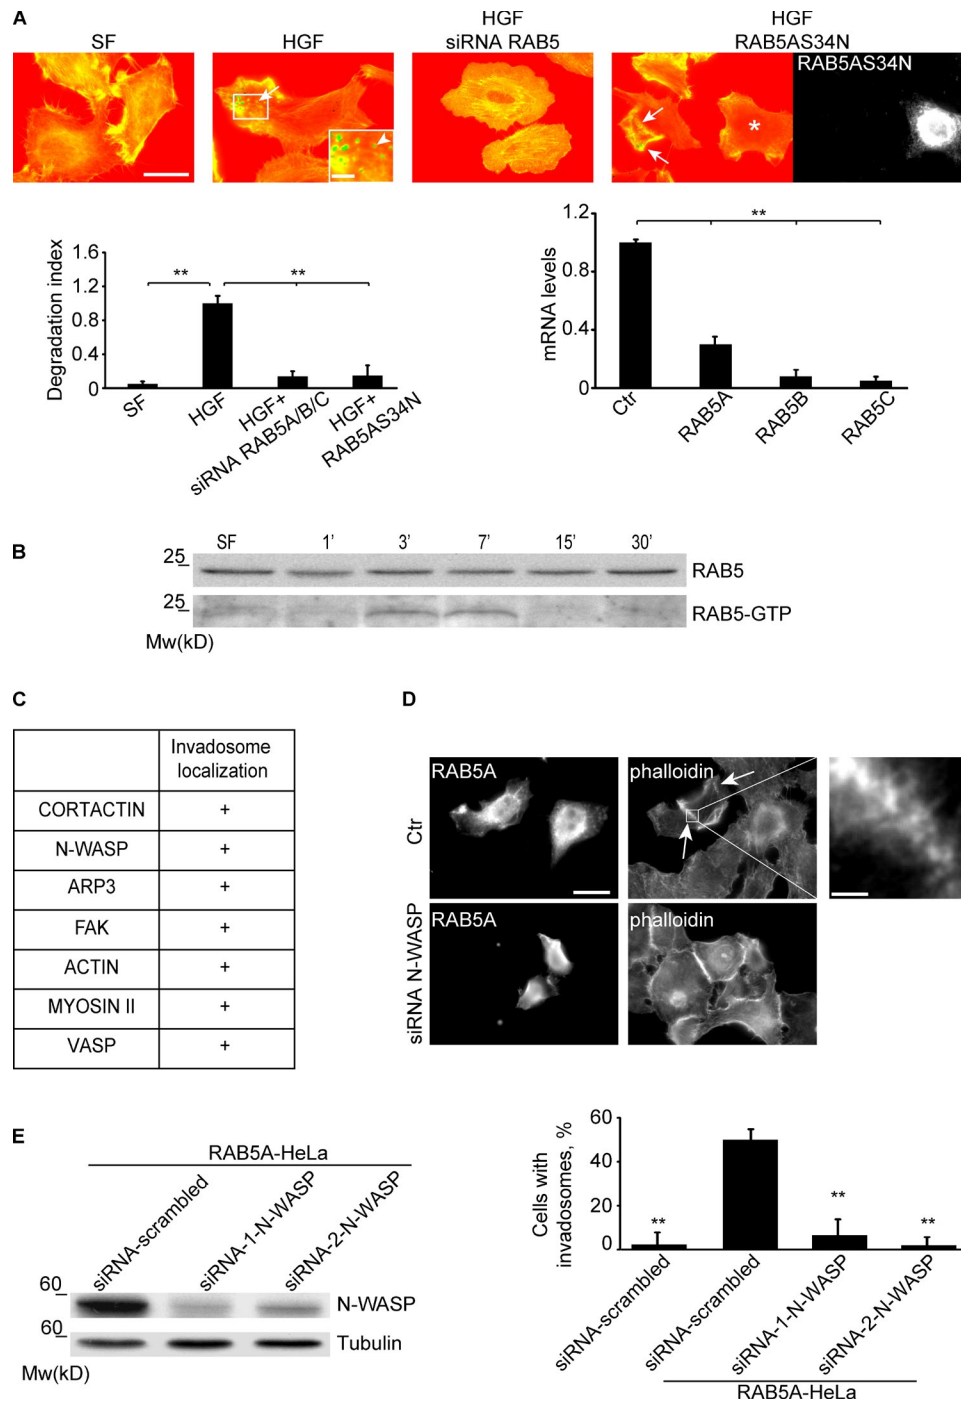 A
SF
HGF
HGF
siRNA RAB5
HGF
RAB5AS34N
RAB5AS34N
*
Degradation index
1.6
1.2
0.8
0.4
0
**
**
SF
HGF
HGF+
siRNA RAB5A/B/C
HGF+
RAB5AS34N
mRNA levels
1.2
0.8
0.4
0
**
Ctr
RAB5A
RAB5B
RAB5C
B
SF 1’ 3’ 7’ 15’ 30’
25
RAB5
25
RAB5-GTP
Mw(kD)
C
Invadosome
localization
CORTACTIN +
N-WASP +
ARP3 +
FAK +
ACTIN +
MYOSIN II +
VASP +
D
Ctr
RAB5A
phalloidin
siRNA N-WASP
RAB5A
phalloidin
E
RAB5A-HeLa
siRNA-scrambled
siRNA-1-N-WASP
siRNA-2-N-WASP
60
N-WASP
60
Tubulin
Mw(kD)
Cells with
invadosomes, %
60
40
20
0
**
**
**
siRNA-scrambled
siRNA-scrambled
siRNA-1-N-WASP
siRNA-2-N-WASP
RAB5A-HeLa